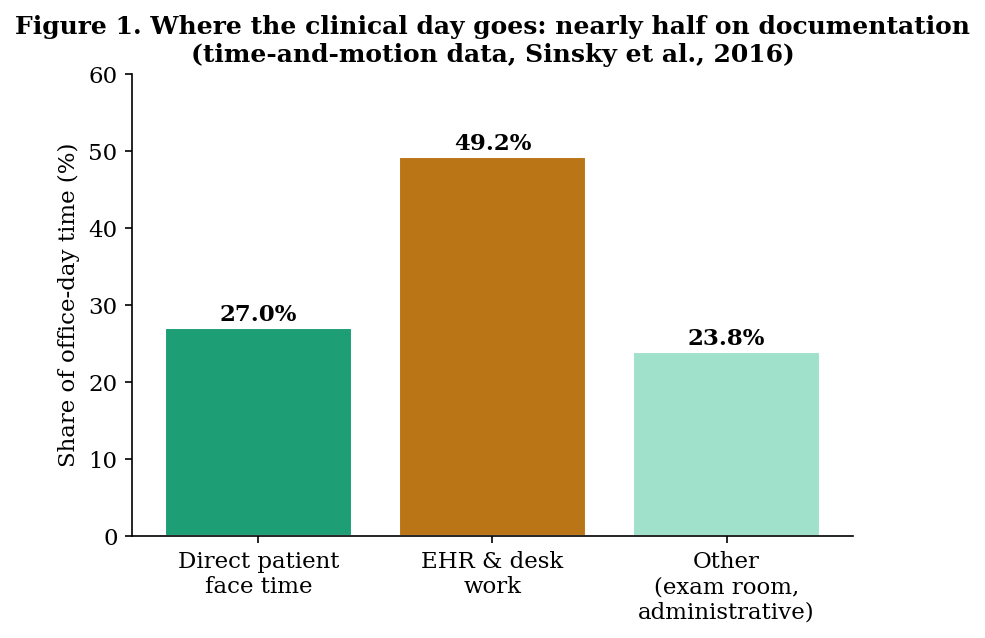 Figure 1. Where the clinical day goes: nearly half on documentation
(time-and-motion data, Sinsky et al., 2016)
Share of office-day time (%)
60
50
40
30
20
10
0
27.0%
49.2%
23.8%
Direct patient
face time
EHR & desk
work
Other
(exam room,
administrative)